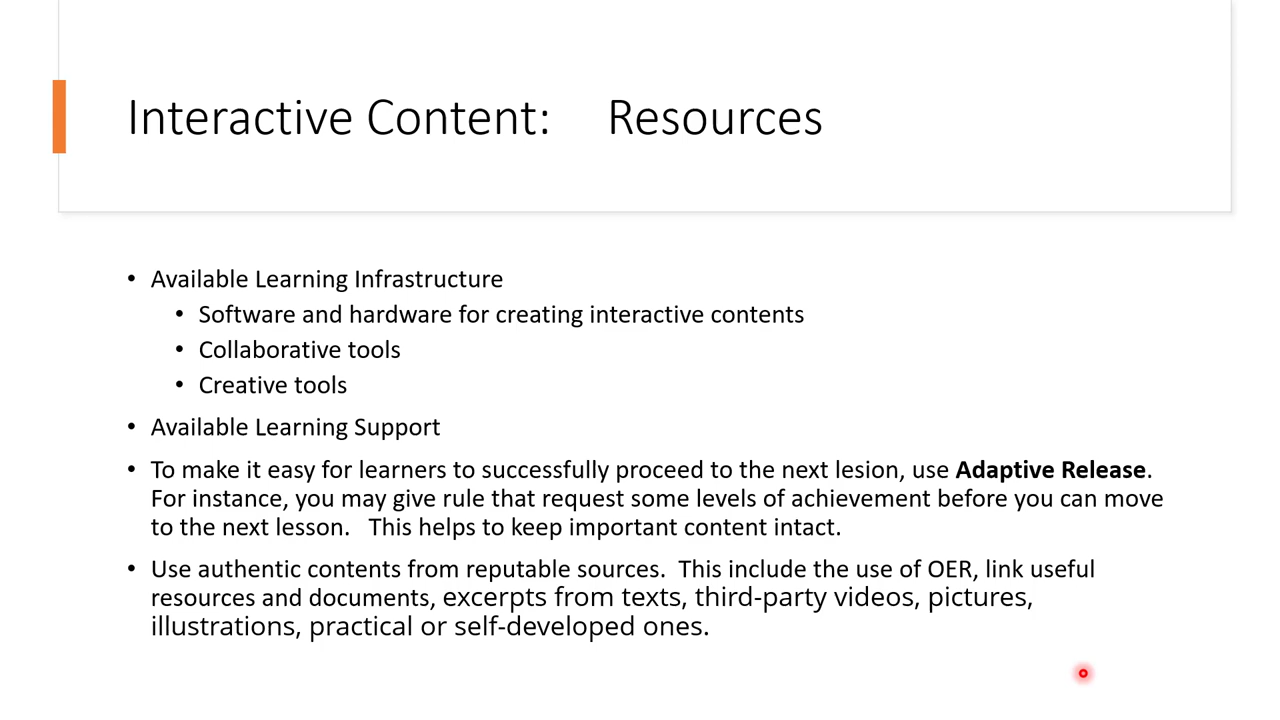 Interactive Content: Resources
• Available Learning Infrastructure
• Software and hardware for creating interactive contents
• Collaborative tools
• Creative tools
• Available Learning Support
• To make it easy for learners to successfully proceed to the next lesion, use Adaptive Release.
For instance, you may give rule that request some levels of achievement before you can move
to the next lesson. This helps to keep important content intact.
• Use authentic contents from reputable sources. This include the use of OER, link useful
resources and documents, excerpts from texts, third-party videos, pictures,
illustrations, practical or self-developed ones.